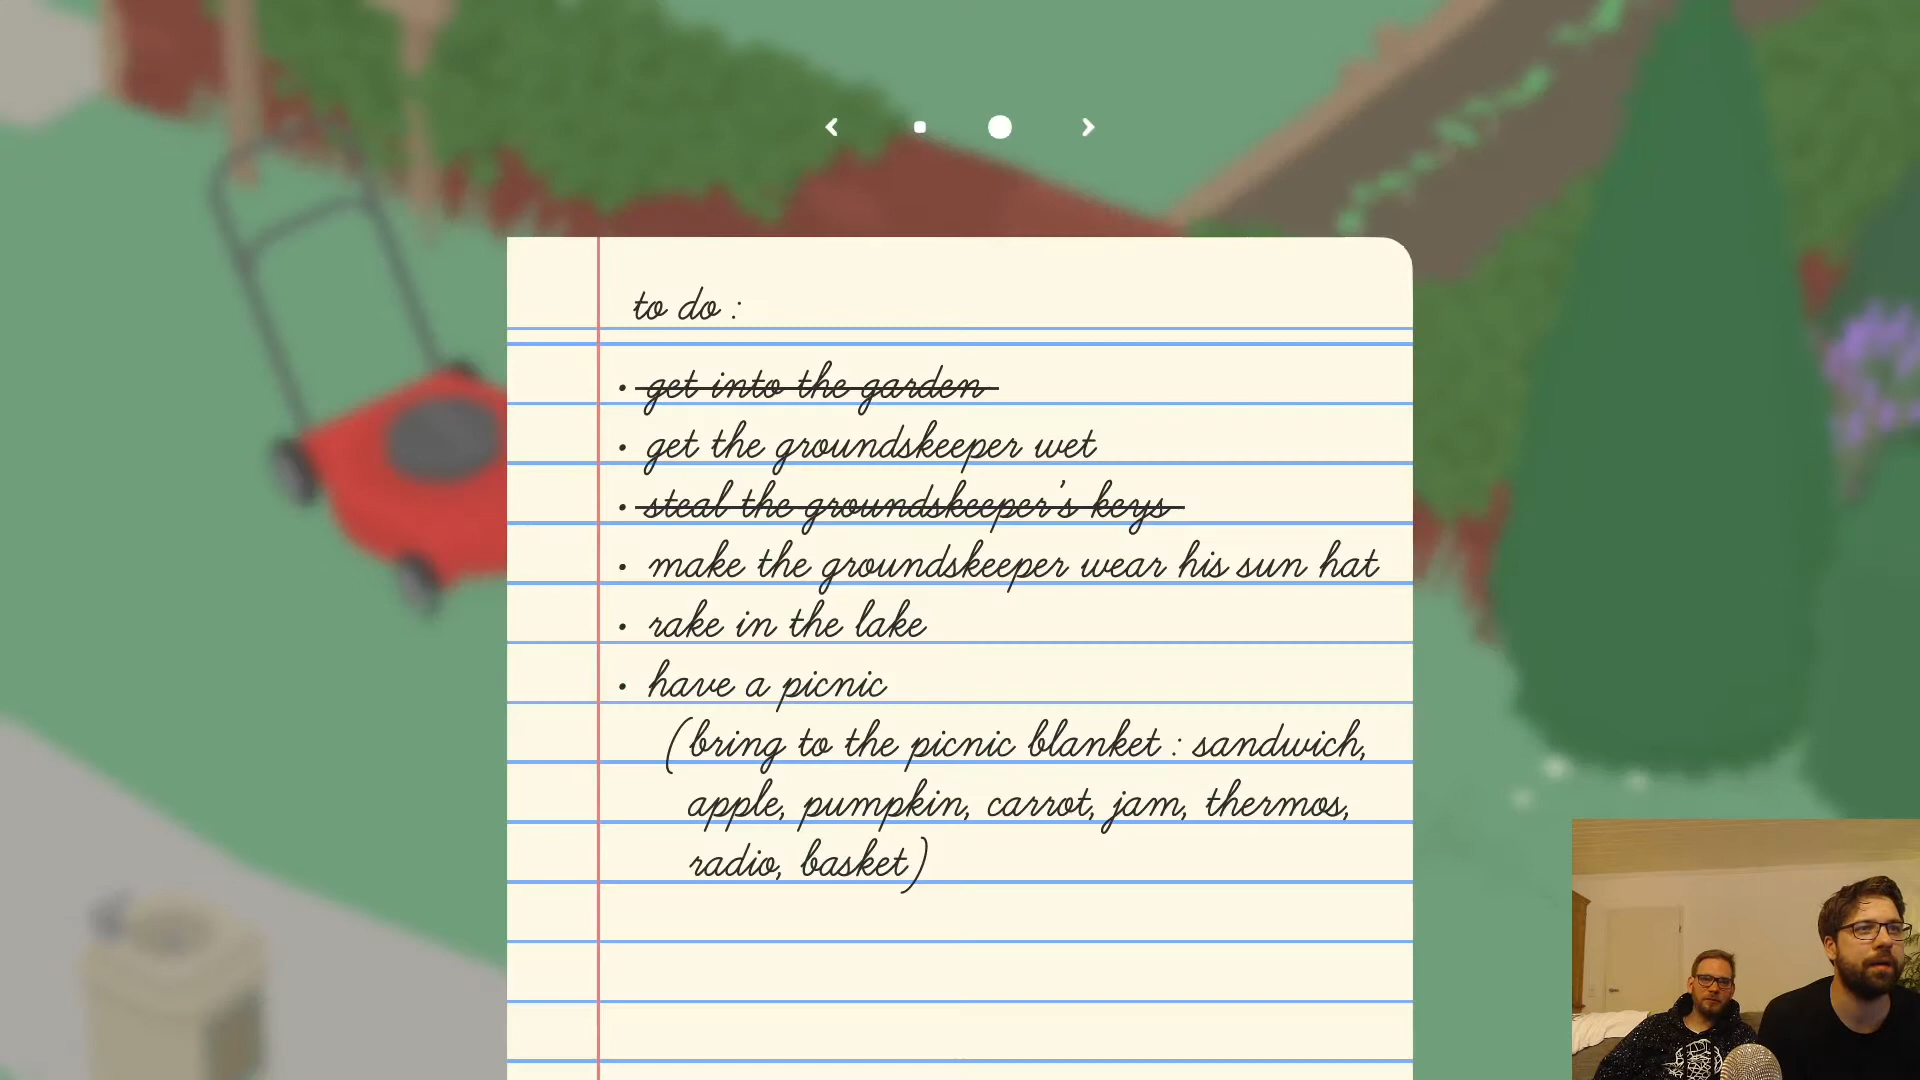 to do :
• get into the garden
• get the groundskeeper wet
• steal the groundskeeper's keys
• make the groundskeeper wear his sun hat
• rake in the lake
• have a picnic
(bring to the picnic blanket : sandwich,
apple, pumpkin, carrot, jam, thermos,
radio, basket)